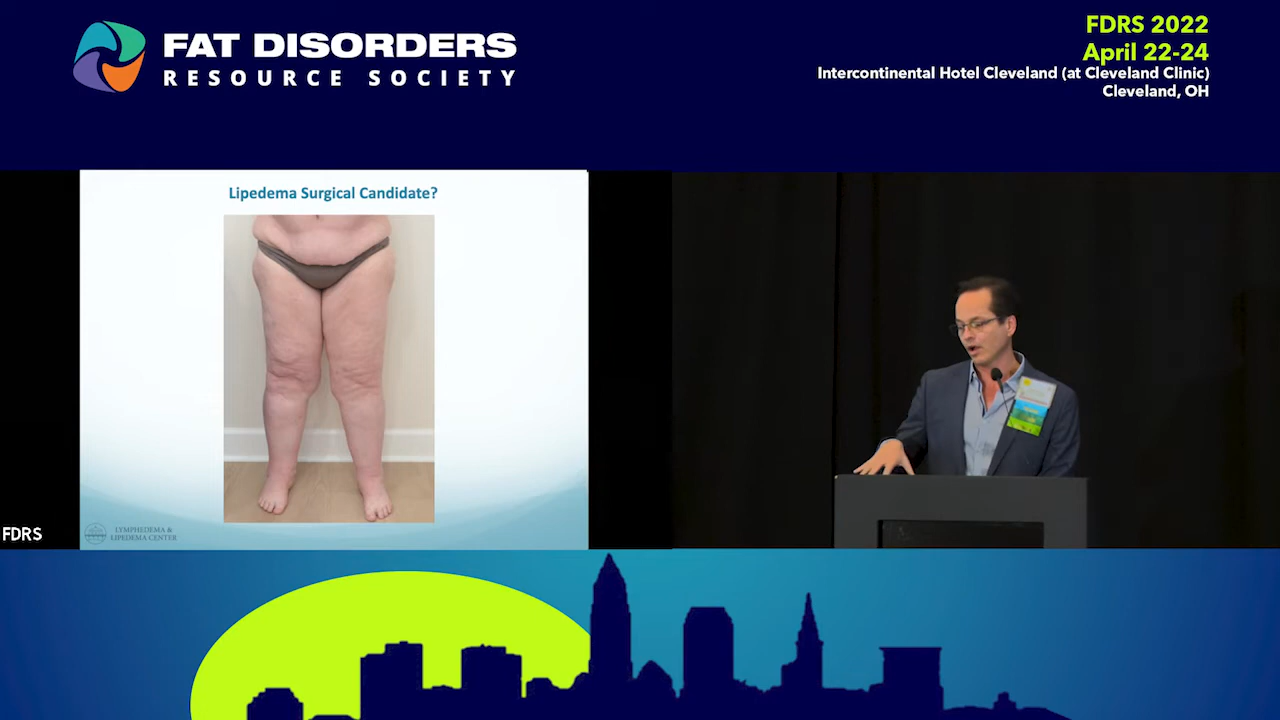 FAT DISORDERS
RESOURCE SOCIETY
FDRS 2022
April 22-24
Intercontinental Hotel Cleveland (at Cleveland Clinic)
Cleveland, OH
Lipedema Surgical Candidate?
LYMPHEDEMA &
LIPEDEMA CENTER
FDRS